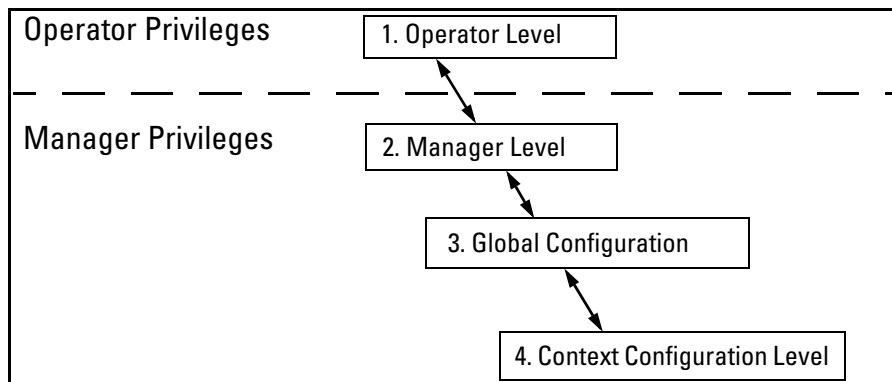 Operator Privileges
1. Operator Level
Manager Privileges
2. Manager Level
3. Global Configuration
4. Context Configuration Level